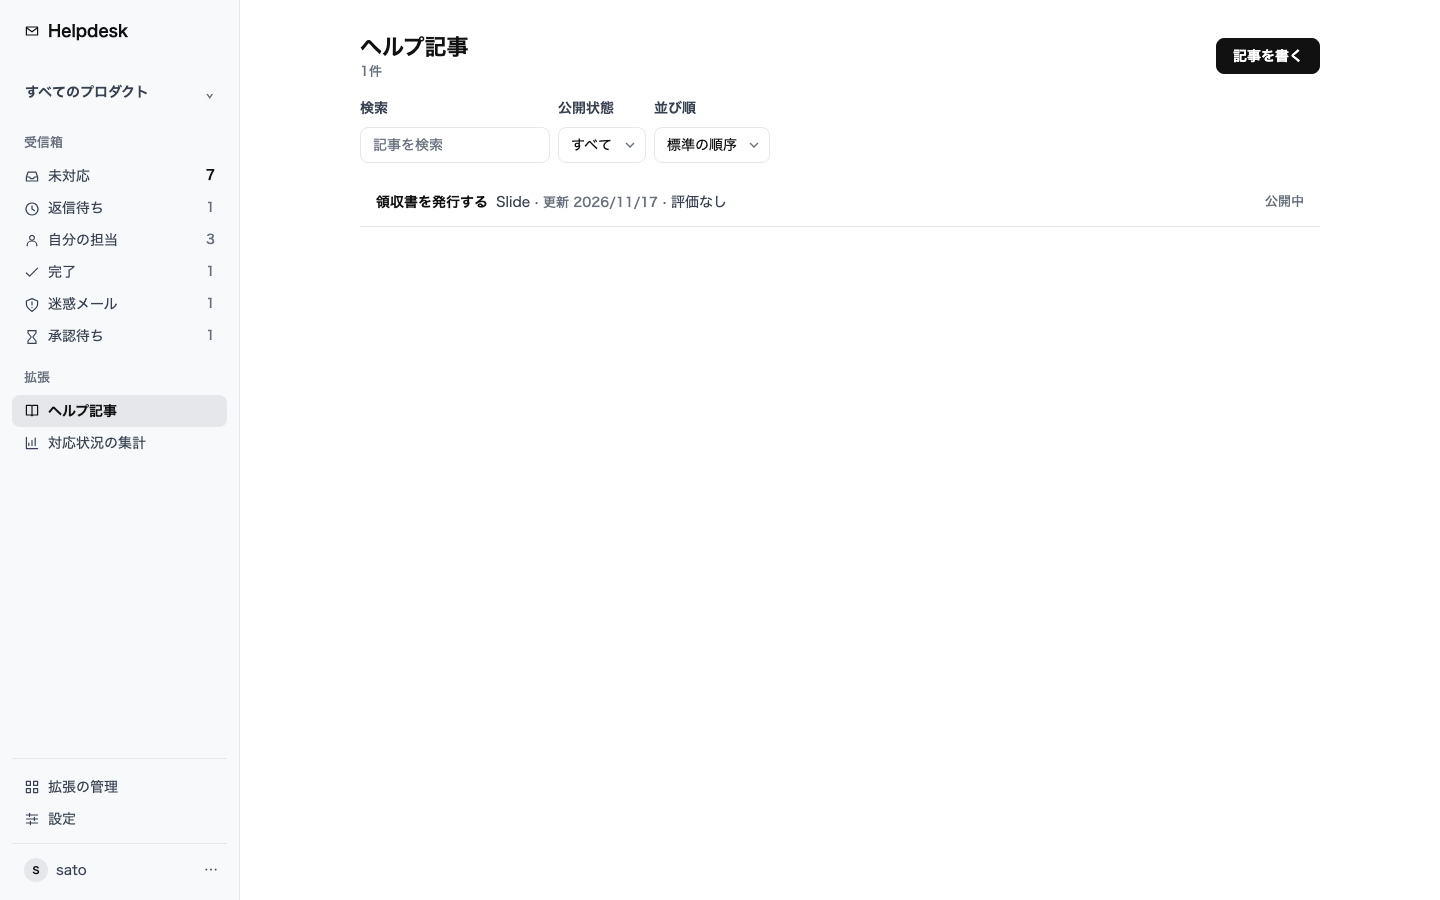 Helpdesk
すべてのプロダクト
受信箱
未対応 7
返信待ち 1
自分の担当 3
完了 1
迷惑メール 1
承認待ち 1
拡張
ヘルプ記事
対応状況の集計
拡張の管理
設定
S sato ...
ヘルプ記事
1件
記事を書く
検索 公開状態 並び順
記事を検索 すべて 標準の順序
領収書を発行する Slide · 更新 2026/11/17 · 評価なし 公開中